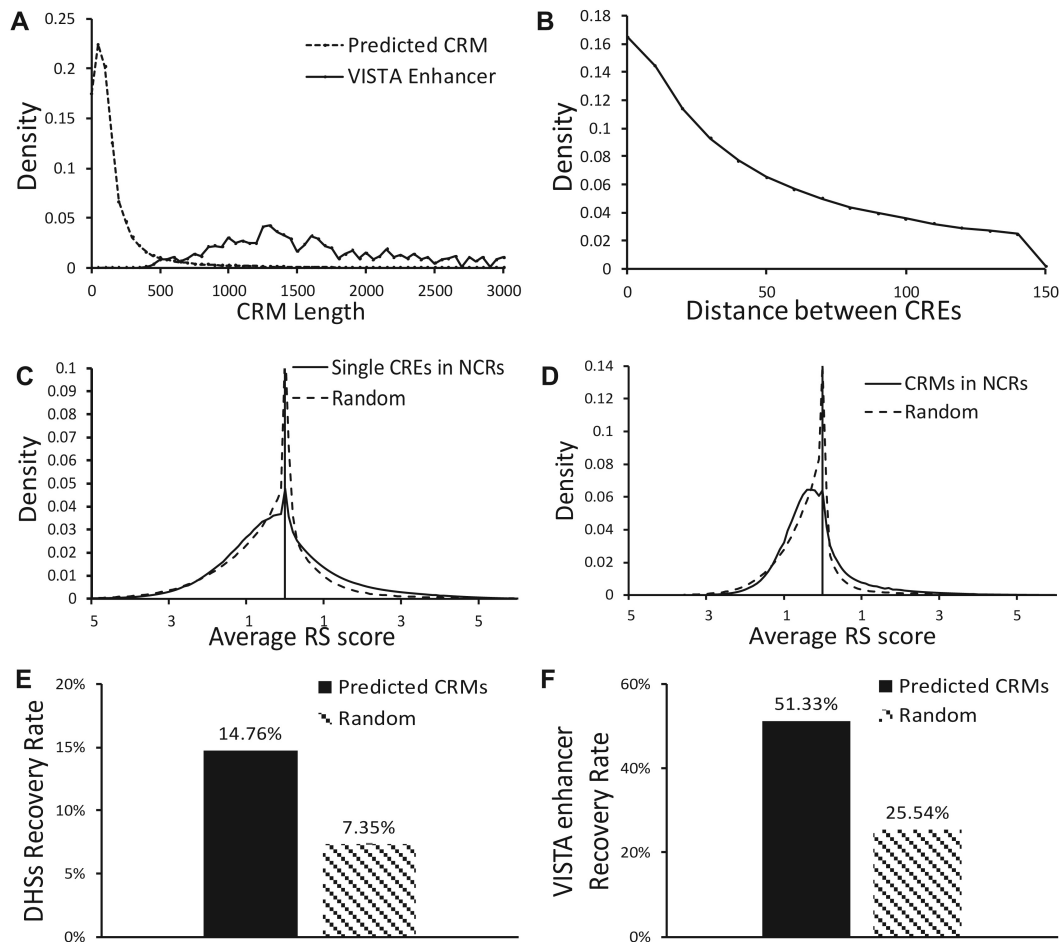 A
0.25
0.2
0.15
0.1
0.05
0
Density
Predicted CRM
VISTA Enhancer
0 500 1000 1500 2000 2500 3000
CRM Length
B
0.18
0.16
0.14
0.12
0.1
0.08
0.06
0.04
0.02
0
Density
0 50 100 150
Distance between CREs
C
0.1
0.09
0.08
0.07
0.06
0.05
0.04
0.03
0.02
0.01
0
Density
Single CREs in NCRs
Random
5 3 1 1 3 5
Average RS score
D
0.14
0.12
0.1
0.08
0.06
0.04
0.02
0
Density
CRMs in NCRs
Random
5 3 1 1 3 5
Average RS score
E
20%
15%
10%
5%
0%
DHSs Recovery Rate
Predicted CRMs
Random
14.76%
7.35%
F
60%
40%
20%
0%
VISTA enhancer
Recovery Rate
Predicted CRMs
Random
51.33%
25.54%